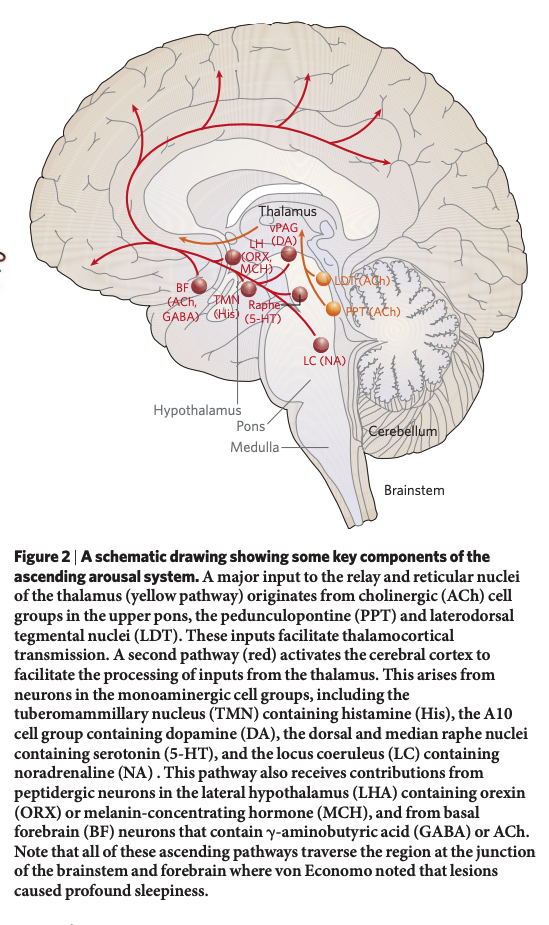 Thalamus
vPAG
(DA)
LH
(ORX,
MCH)
BF
(ACh,
GABA)
TMN
(His)
Raphe
(5-HT)
LDT (ACh)
PPT (ACh)
LC (NA)
Hypothalamus
Pons
Medulla
Cerebellum
Brainstem
Figure 2 | A schematic drawing showing some key components of the
ascending arousal system. A major input to the relay and reticular nuclei
of the thalamus (yellow pathway) originates from cholinergic (ACh) cell
groups in the upper pons, the pedunculopontine (PPT) and laterodorsal
tegmental nuclei (LDT). These inputs facilitate thalamocortical
transmission. A second pathway (red) activates the cerebral cortex to
facilitate the processing of inputs from the thalamus. This arises from
neurons in the monoaminergic cell groups, including the
tuberomammillary nucleus (TMN) containing histamine (His), the A10
cell group containing dopamine (DA), the dorsal and median raphe nuclei
containing serotonin (5-HT), and the locus coeruleus (LC) containing
noradrenaline (NA) . This pathway also receives contributions from
peptidergic neurons in the lateral hypothalamus (LHA) containing orexin
(ORX) or melanin-concentrating hormone (MCH), and from basal
forebrain (BF) neurons that contain γ-aminobutyric acid (GABA) or ACh.
Note that all of these ascending pathways traverse the region at the junction
of the brainstem and forebrain where von Economo noted that lesions
caused profound sleepiness.